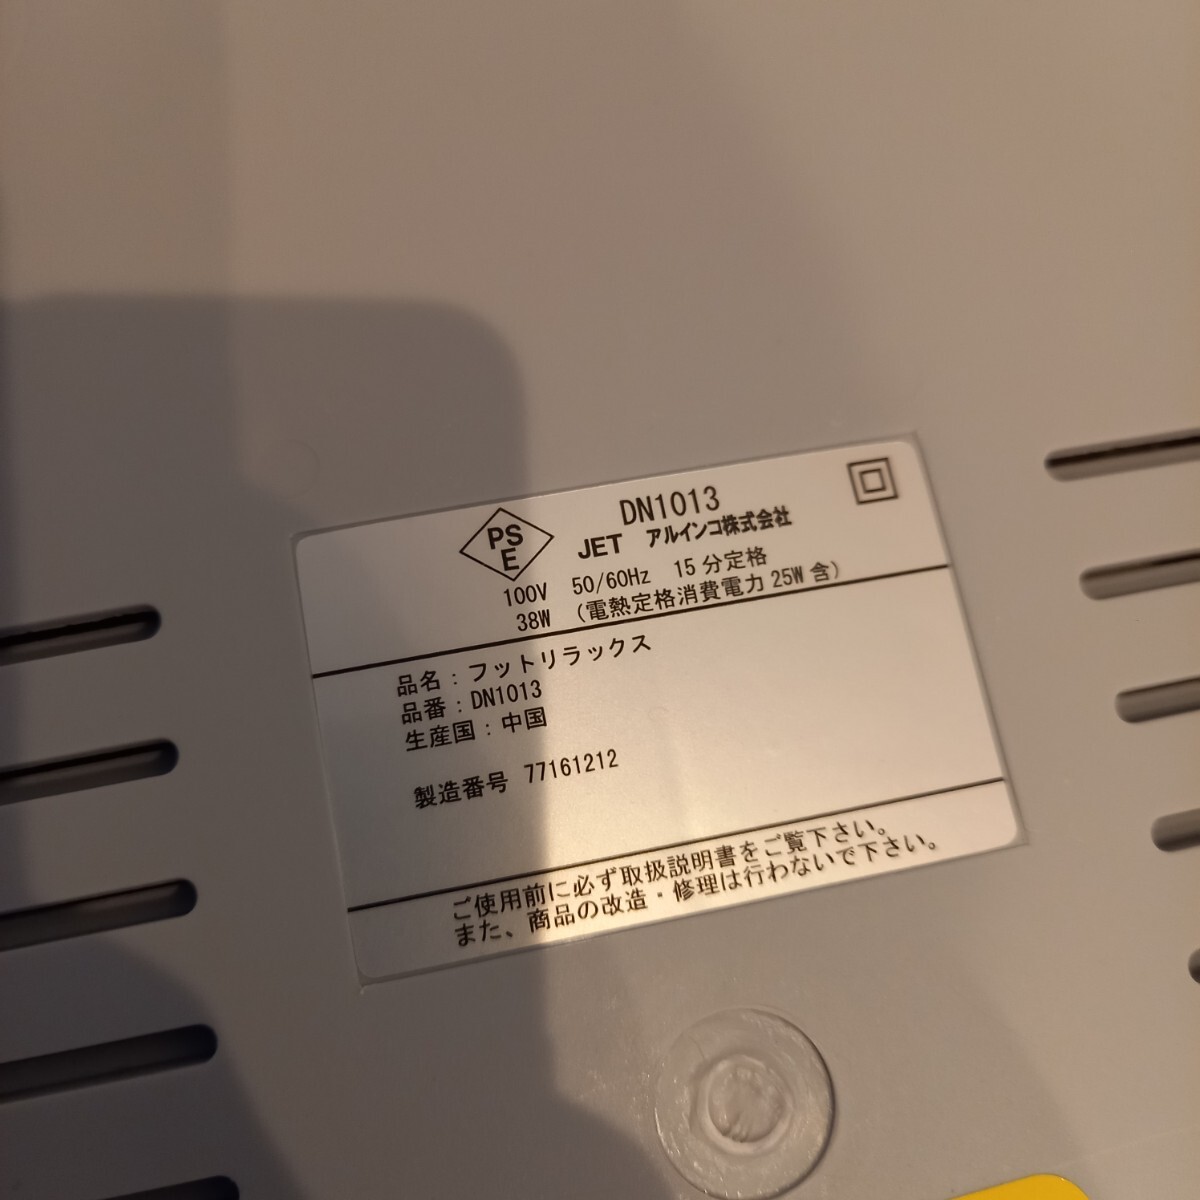 DN1013
PS
E
JET アルインコ株式会社
100V 50/60Hz 15分定格
38W (電熱定格消費電力25W含)
品名：フットリラックス
品番：DN1013
生産国：中国
製造番号 77161212
ご使用前に必ず取扱説明書をご覧下さい。
また、商品の改造・修理は行わないで下さい。